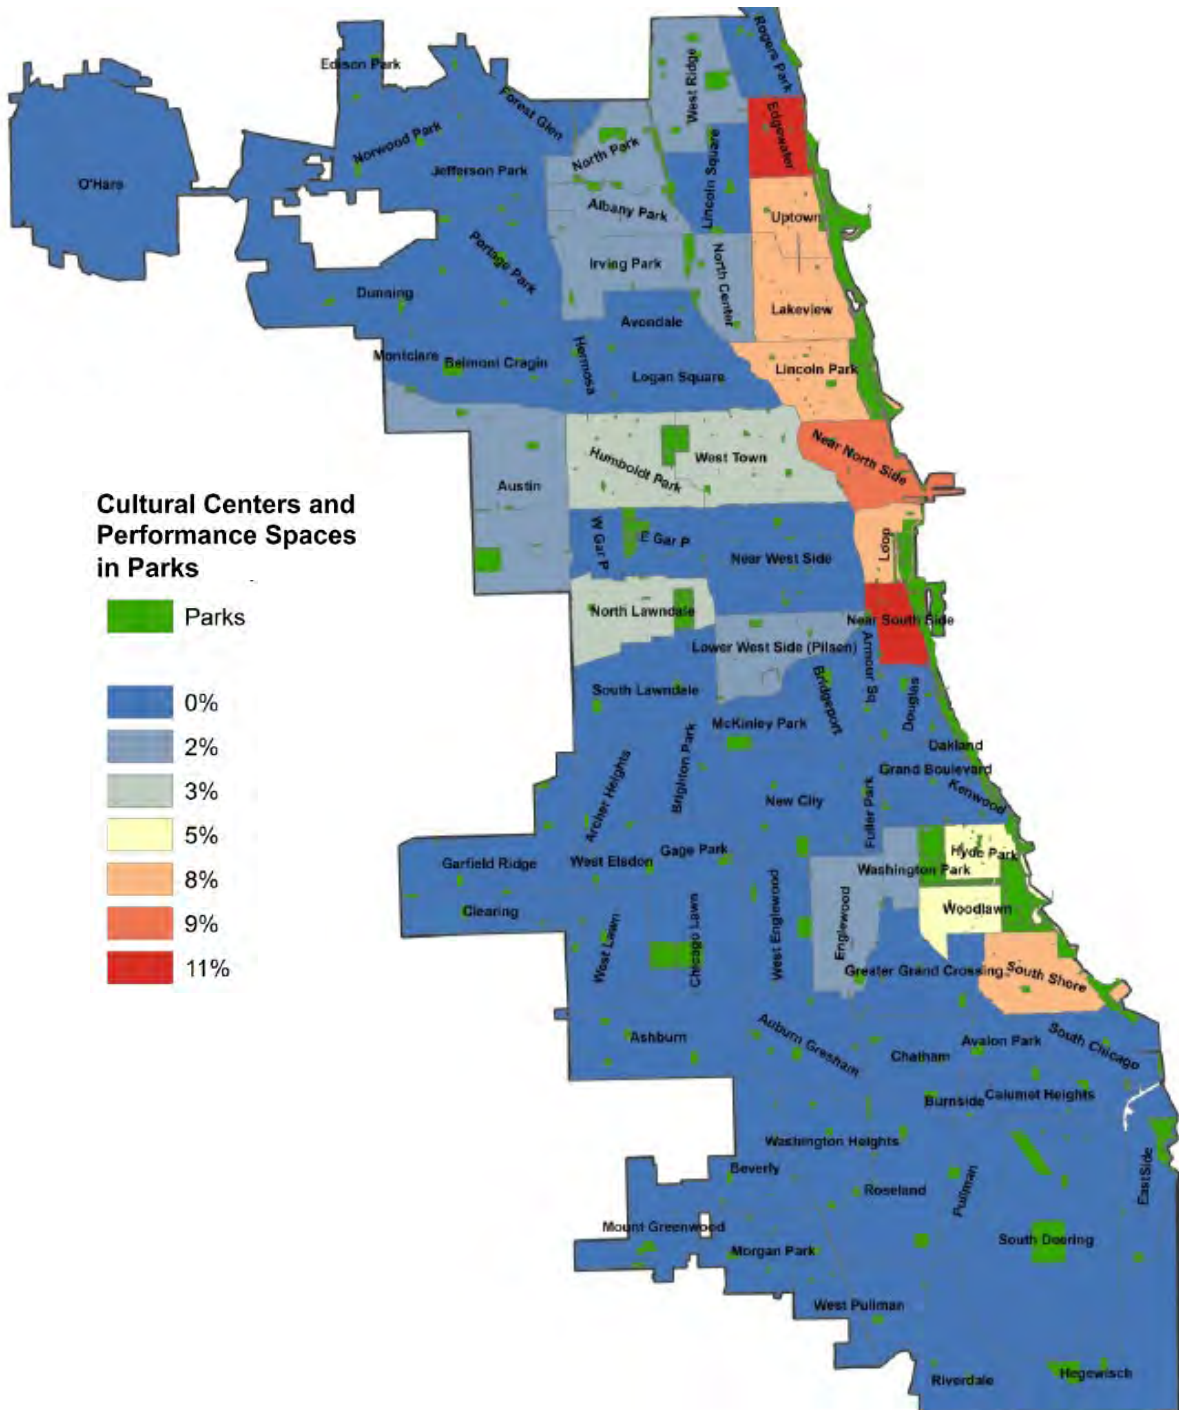 Rogers Park
Edison Park
West Ridge
Forest Glen
Edgewater
Norwood Park
North Park
Lincoln Square
Jefferson Park
O'Hare
Albany Park
Uptown
Portage Park
Irving Park
North Center
Dunning
Lakeview
Avondale
Montclare
Belmont Cragin
Hermosa
Logan Square
Lincoln Park
Near North Side
West Town
Humboldt Park
Austin
Cultural Centers and
Performance Spaces
in Parks
W Gar P
E Gar P
Loop
Near West Side
Parks
North Lawndale
Near South Side
Lower West Side (Pilsen)
Armour Sq
South Lawndale
Bridgeport
Douglas
0%
McKinley Park
2%
Oakland
Brighton Park
Grand Boulevard
Archer Heights
Kenwood
3%
New City
Fuller Park
5%
Gage Park
Hyde Park
Garfield Ridge
West Elsdon
Washington Park
8%
Clearing
Woodlawn
9%
West Lawn
Chicago Lawn
West Englewood
Englewood
11%
Greater Grand Crossing
South Shore
Ashburn
Auburn Gresham
Avalon Park
South Chicago
Chatham
Burnside
Calumet Heights
Washington Heights
Beverly
EastSide
Roseland
Pullman
Mount Greenwood
South Deering
Morgan Park
West Pullman
Riverdale
Hegewisch